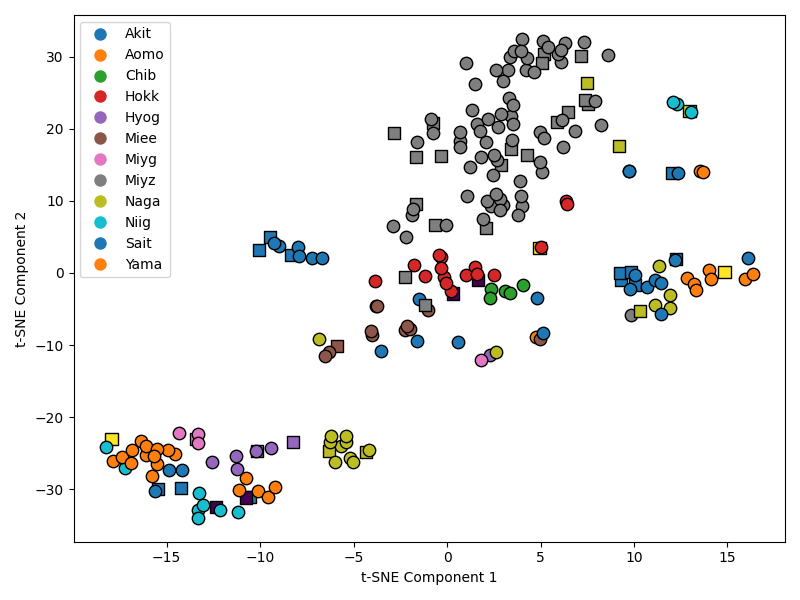 Akit
Aomo
Chib
Hokk
Hyog
Miee
Miyg
Miyz
Naga
Niig
Sait
Yama
30
20
10
0
−10
−20
−30
t-SNE Component 2
−15 −10 −5 0 5 10 15
t-SNE Component 1